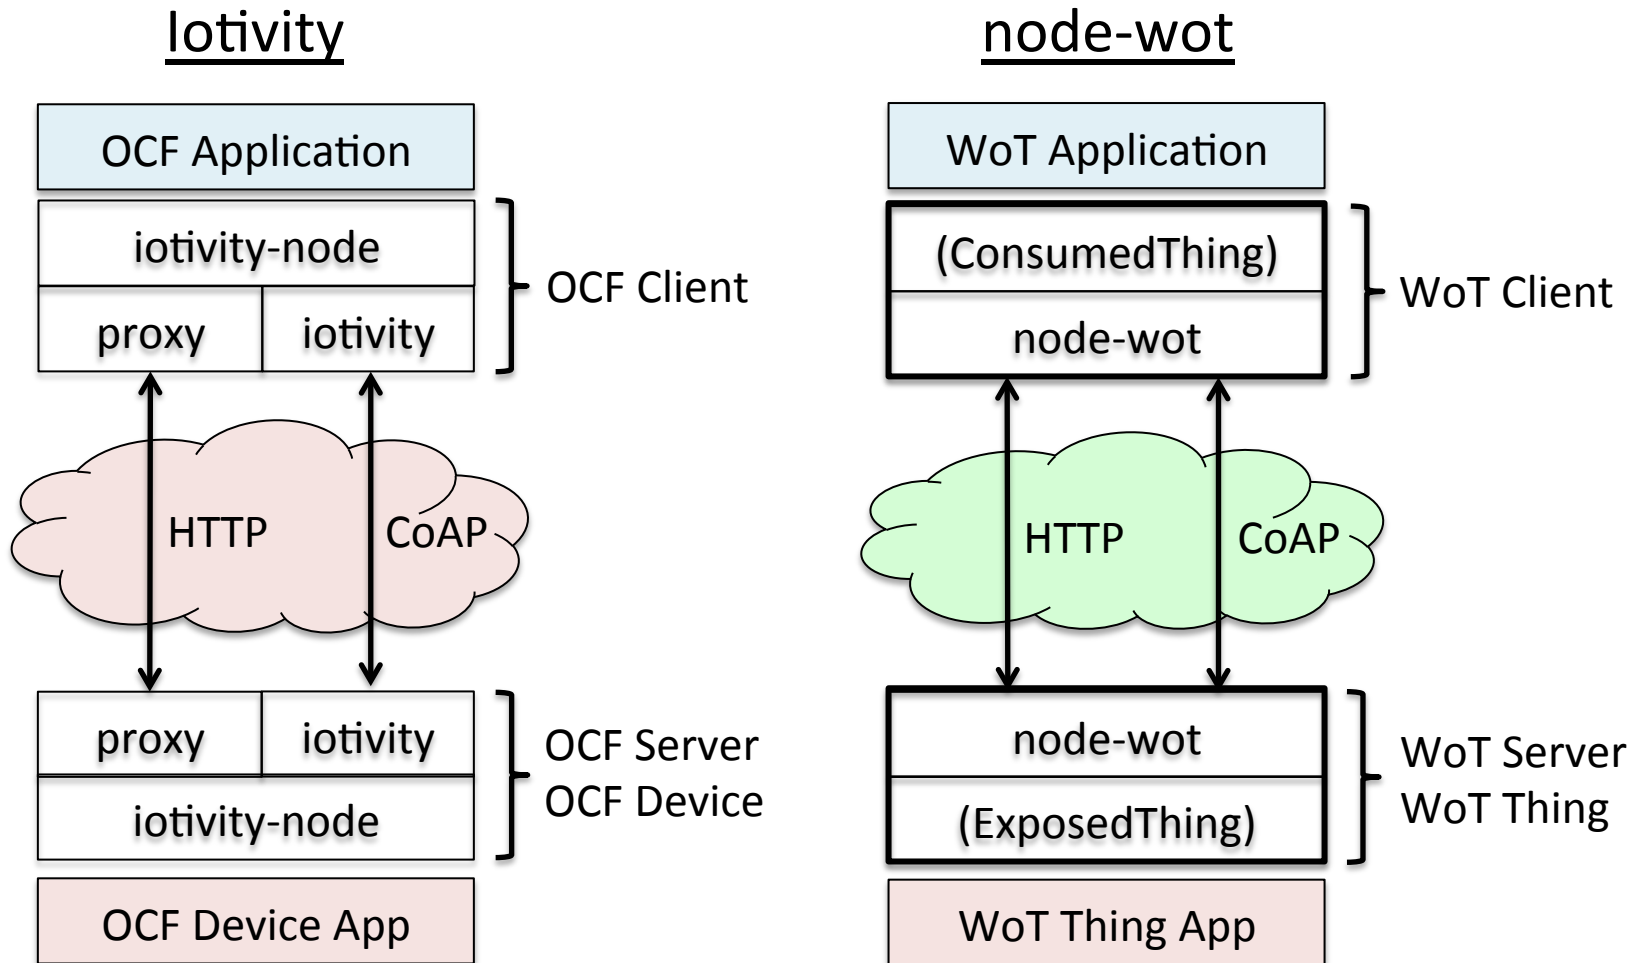 Iotivity
OCF Application
iotivity-node
proxy
iotivity
OCF Client
HTTP
CoAP
proxy
iotivity
iotivity-node
OCF Server
OCF Device
OCF Device App
node-wot
WoT Application
(ConsumedThing)
node-wot
WoT Client
HTTP
CoAP
node-wot
(ExposedThing)
WoT Server
WoT Thing
WoT Thing App